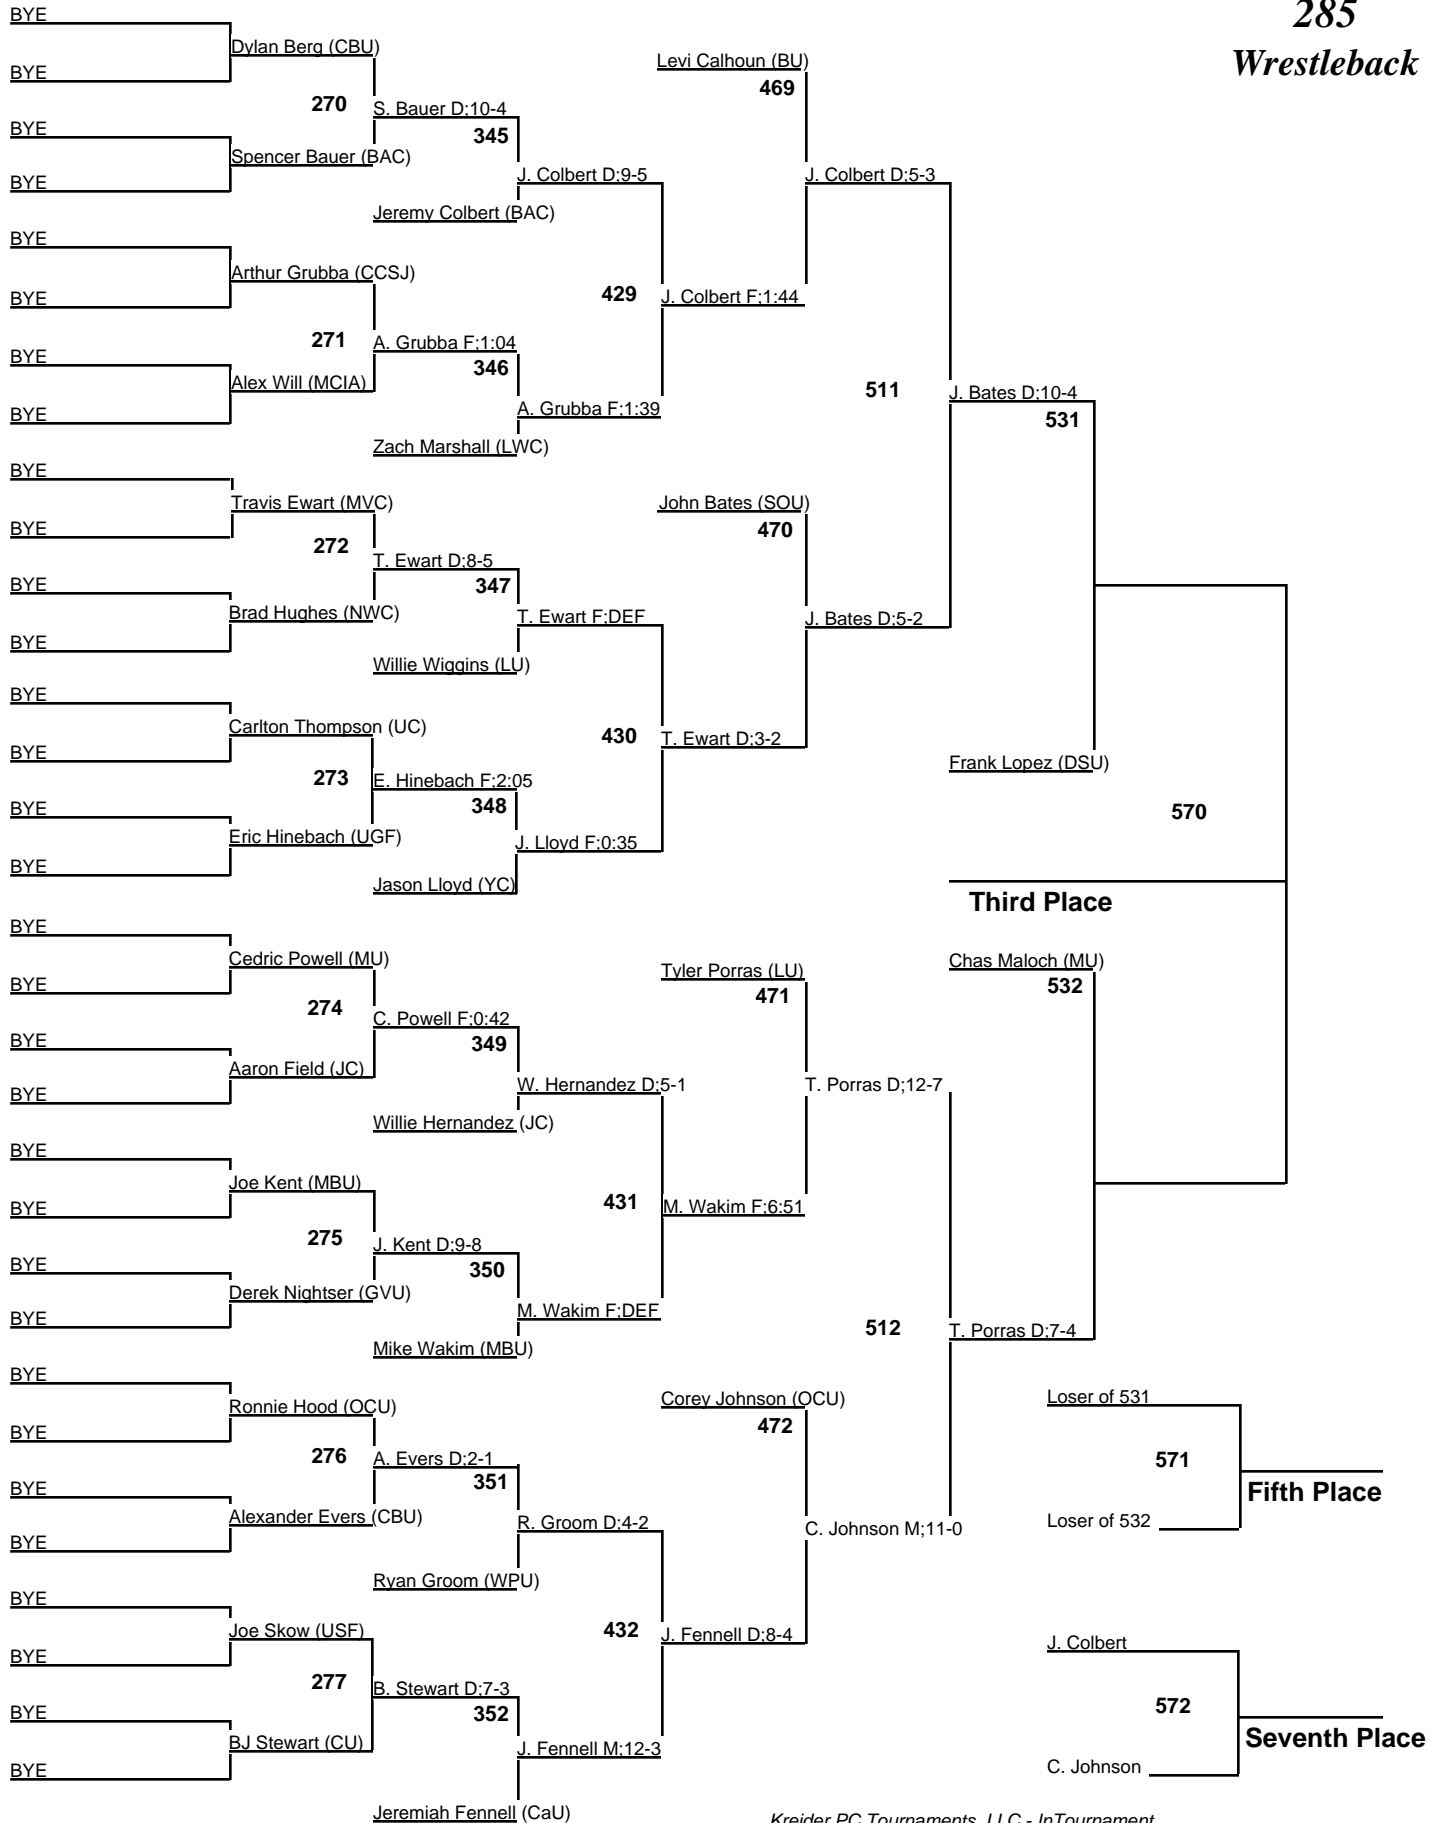 285
Wrestleback
BYE
Dylan Berg (CBU)
BYE
270
S. Bauer D;10-4
345
BYE
Spencer Bauer (BAC)
BYE
J. Colbert D;9-5
Jeremy Colbert (BAC)
BYE
Arthur Grubba (CCSJ)
BYE
429
J. Colbert F;1:44
271
A. Grubba F;1:04
346
BYE
Alex Will (MCIA)
BYE
A. Grubba F;1:39
Zach Marshall (LWC)
Levi Calhoun (BU)
469
J. Colbert D;5-3
511
J. Bates D;10-4
531
BYE
Travis Ewart (MVC)
BYE
272
T. Ewart D;8-5
347
BYE
Brad Hughes (NWC)
BYE
T. Ewart F;DEF
Willie Wiggins (LU)
John Bates (SOU)
470
J. Bates D;5-2
BYE
Carlton Thompson (UC)
BYE
430
T. Ewart D;3-2
273
E. Hinebach F;2:05
348
BYE
Eric Hinebach (UGF)
BYE
J. Lloyd F;0:35
Jason Lloyd (YC)
Frank Lopez (DSU)
570
Third Place
BYE
Cedric Powell (MU)
BYE
274
C. Powell F;0:42
349
BYE
Aaron Field (JC)
BYE
W. Hernandez D;5-1
Willie Hernandez (JC)
Tyler Porras (LU)
471
T. Porras D;12-7
Chas Maloch (MU)
532
BYE
Joe Kent (MBU)
BYE
431
M. Wakim F;6:51
275
J. Kent D;9-8
350
BYE
Derek Nightser (GVU)
BYE
M. Wakim F;DEF
Mike Wakim (MBU)
512
T. Porras D;7-4
BYE
Ronnie Hood (OCU)
BYE
276
A. Evers D;2-1
351
BYE
Alexander Evers (CBU)
BYE
R. Groom D;4-2
Ryan Groom (WPU)
Corey Johnson (OCU)
472
C. Johnson M;11-0
Loser of 531
571
Fifth Place
Loser of 532
BYE
Joe Skow (USF)
BYE
432
J. Fennell D;8-4
277
B. Stewart D;7-3
352
BYE
BJ Stewart (CU)
BYE
J. Fennell M;12-3
Jeremiah Fennell (CaU)
J. Colbert
572
Seventh Place
C. Johnson
Kreider PC Tournaments, LLC - InTournament